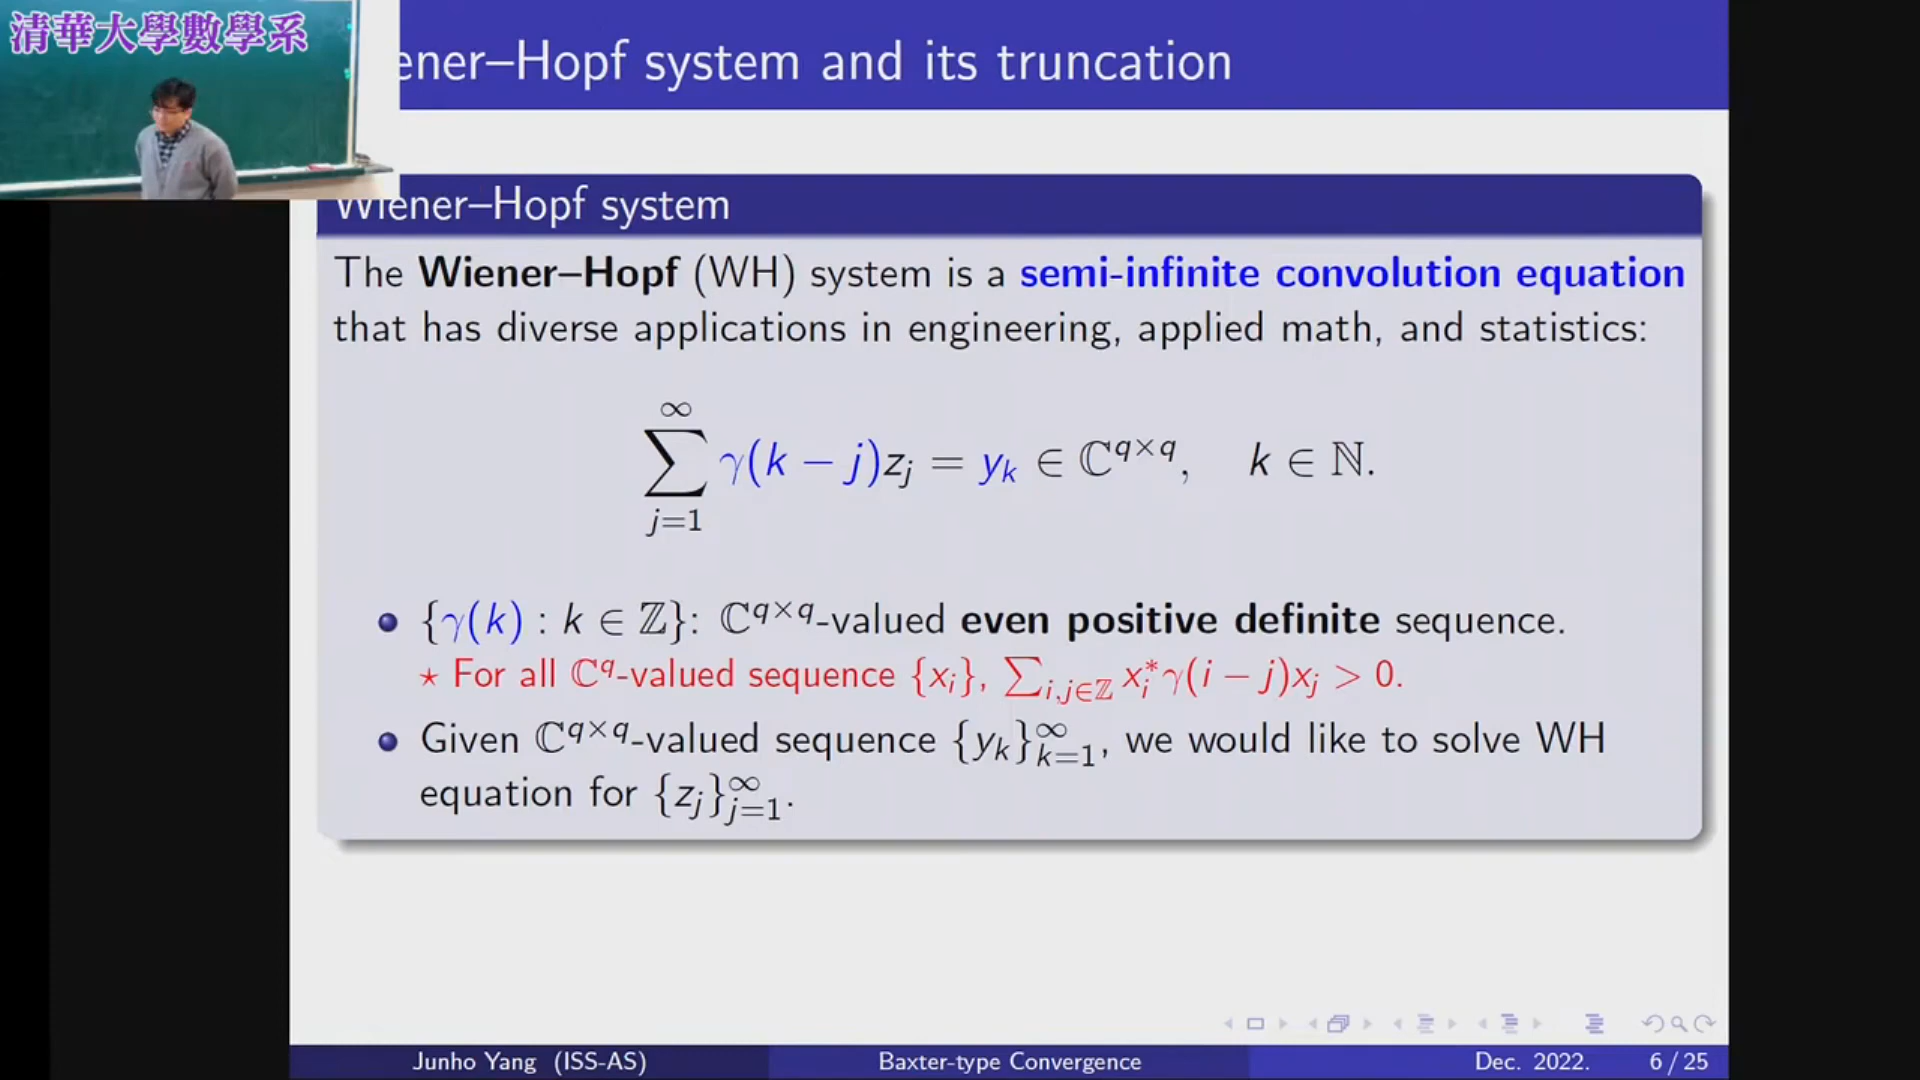 清華大學數學系
ener–Hopf system and its truncation
Wiener–Hopf system
The Wiener–Hopf (WH) system is a semi-infinite convolution equation
that has diverse applications in engineering, applied math, and statistics:
∑_{j=1}^{∞} γ(k − j)z_j = y_k ∈ ℂ^{q×q}, k ∈ ℕ.
{γ(k) : k ∈ ℤ}: ℂ^{q×q}-valued even positive definite sequence.
⋆ For all ℂ^q-valued sequence {x_i}, ∑_{i,j∈ℤ} x_i^* γ(i − j)x_j > 0.
Given ℂ^{q×q}-valued sequence {y_k}_{k=1}^{∞}, we would like to solve WH
equation for {z_j}_{j=1}^{∞}.
Junho Yang (ISS-AS) Baxter-type Convergence Dec. 2022. 6 / 25